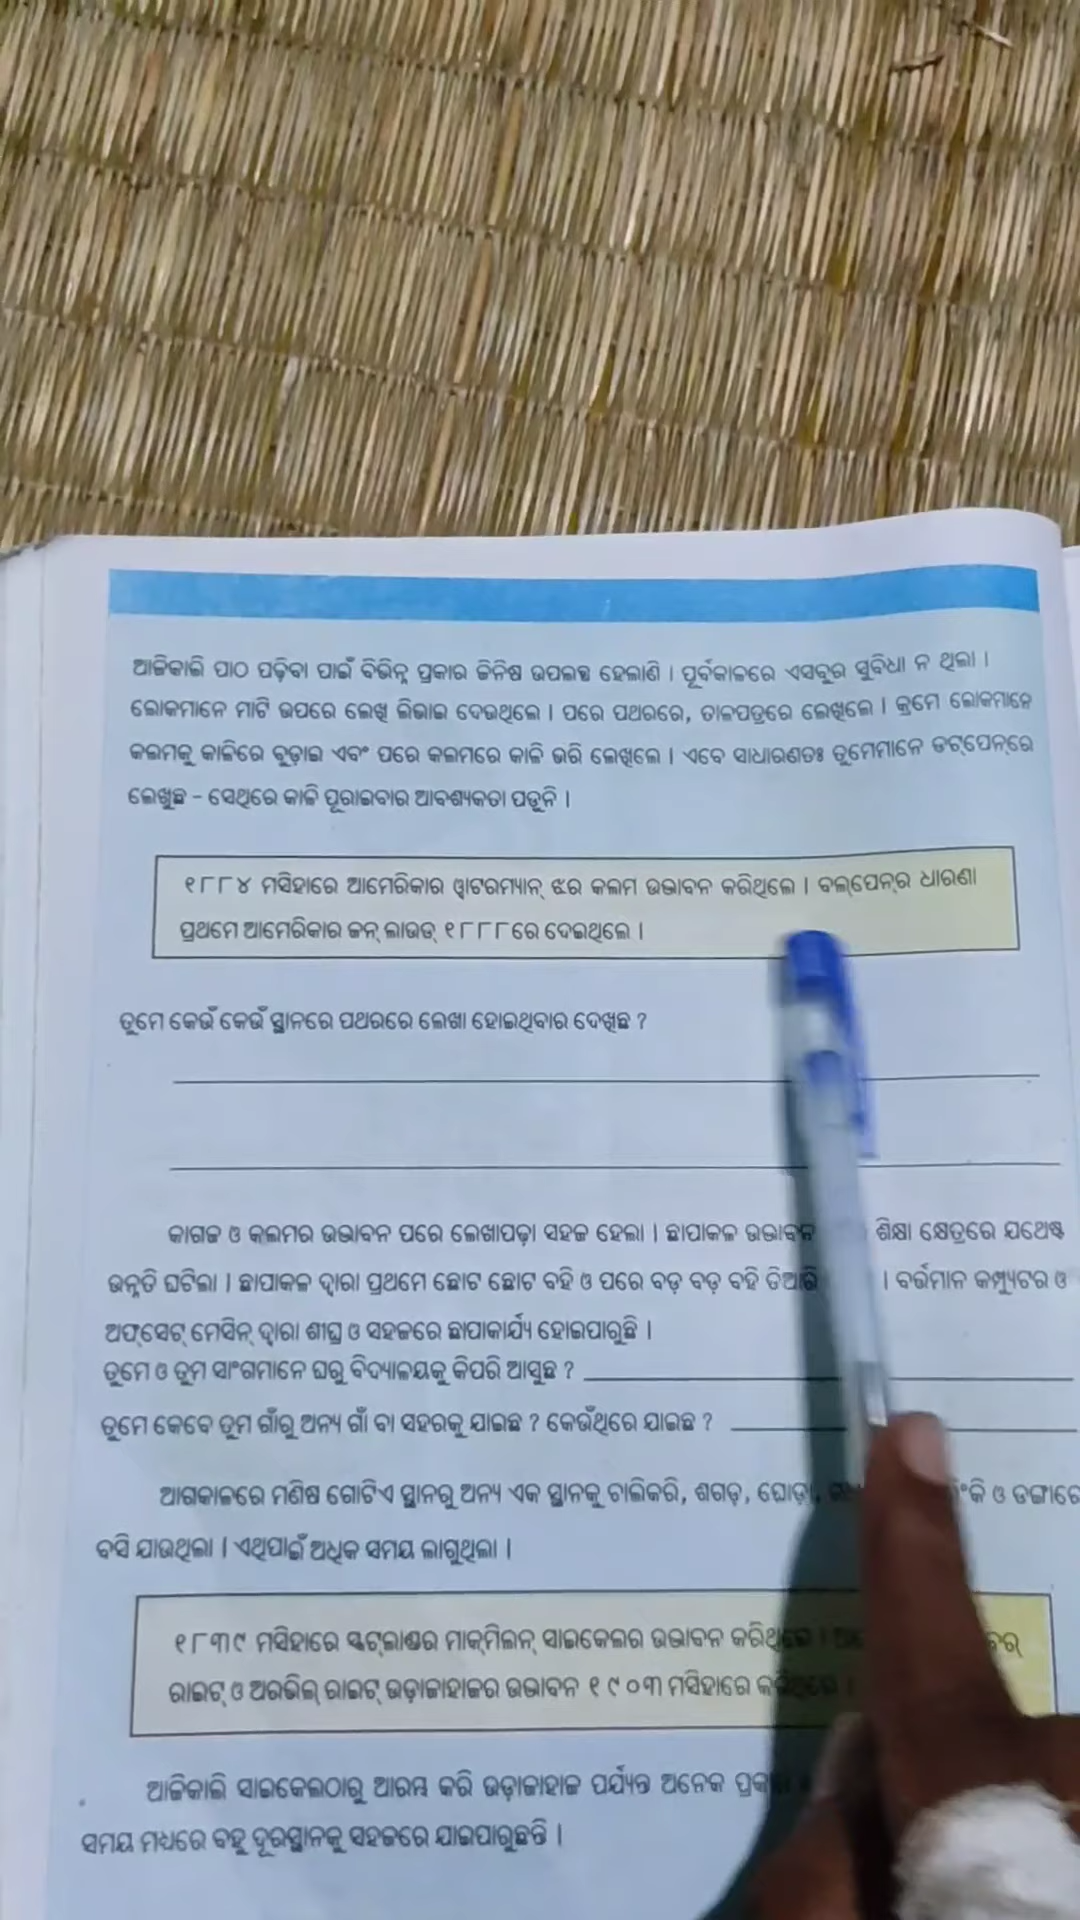 ଆଜିକାଲି ପାଠ ପଢ଼ିବା ପାଇଁ ବିଭିନ୍ନ ପ୍ରକାର ଜିନିଷ ଉପଲବ୍ଧ ହେଲାଣି । ପୂର୍ବକାଳରେ ଏସବୁର ସୁବିଧା ନ ଥିଲା ।
ଲୋକମାନେ ମାଟି ଉପରେ ଲେଖି ଲିଭାଇ ଦେଉଥିଲେ । ପରେ ପଥରରେ, ତାଳପତ୍ରରେ ଲେଖିଲେ । କ୍ରମେ ଲୋକମାନେ
କଲମକୁ କାଳିରେ ବୁଡ଼ାଇ ଏବଂ ପରେ କଲମରେ କାଳି ଭରି ଲେଖିଲେ । ଏବେ ସାଧାରଣତଃ ତୁମେମାନେ ଡଟ୍‌ପେନ୍‌ରେ
ଲେଖୁଛ – ସେଥିରେ କାଳି ପୂରାଇବାର ଆବଶ୍ୟକତା ପଡୁନି ।
୧୮୮୪ ମସିହାରେ ଆମେରିକାର ୱାଟରମ୍ୟାନ୍ ଝର କଲମ ଉଦ୍ଭାବନ କରିଥିଲେ । ବଲ୍‌ପେନ୍‌ର ଧାରଣା
ପ୍ରଥମେ ଆମେରିକାର ଜନ୍ ଲାଉଡ୍ ୧୮୮୮ରେ ଦେଇଥିଲେ ।
ତୁମେ କେଉଁ କେଉଁ ସ୍ଥାନରେ ପଥରରେ ଲେଖା ହୋଇଥିବାର ଦେଖିଛ ?
କାଗଜ ଓ କଲମର ଉଦ୍ଭାବନ ପରେ ଲେଖାପଢ଼ା ସହଜ ହେଲା । ଛାପାକଳ ଉଦ୍ଭାବନ ଶିକ୍ଷା କ୍ଷେତ୍ରରେ ଯଥେଷ୍ଟ
ଉନ୍ନତି ଘଟିଲା । ଛାପାକଳ ଦ୍ୱାରା ପ୍ରଥମେ ଛୋଟ ଛୋଟ ବହି ଓ ପରେ ବଡ଼ ବଡ଼ ବହି ତିଆରି । ବର୍ତ୍ତମାନ କମ୍ପ୍ୟୁଟର ଓ
ଅଫ୍‌ସେଟ୍ ମେସିନ୍ ଦ୍ୱାରା ଶୀଘ୍ର ଓ ସହଜରେ ଛାପାକାର୍ଯ୍ୟ ହୋଇପାରୁଛି ।
ତୁମେ ଓ ତୁମ ସାଂଗମାନେ ଘରୁ ବିଦ୍ୟାଳୟକୁ କିପରି ଆସୁଛ ?
ତୁମେ କେବେ ତୁମ ଗାଁରୁ ଅନ୍ୟ ଗାଁ ବା ସହରକୁ ଯାଇଛ ? କେଉଁଥିରେ ଯାଇଛ ?
ଆଗକାଳରେ ମଣିଷ ଗୋଟିଏ ସ୍ଥାନରୁ ଅନ୍ୟ ଏକ ସ୍ଥାନକୁ ଚାଲିକରି, ଶଗଡ଼, ଘୋଡ଼ା, ଓ ଡଙ୍ଗାରେ
ବସି ଯାଉଥିଲା । ଏଥିପାଇଁ ଅଧିକ ସମୟ ଲାଗୁଥିଲା ।
୧୮୩୯ ମସିହାରେ ସ୍କଟ୍‌ଲାଣ୍ଡର ମାକ୍‌ମିଲନ୍ ସାଇକେଲର ଉଦ୍ଭାବନ କରିଥିଲେ ।
ରାଇଟ୍ ଓ ଅରଭିଲ୍ ରାଇଟ୍ ଉଡ଼ାଜାହାଜର ଉଦ୍ଭାବନ ୧୯୦୩ ମସିହାରେ କରିଥିଲେ ।
ଆଜିକାଲି ସାଇକେଲଠାରୁ ଆରମ୍ଭ କରି ଉଡ଼ାଜାହାଜ ପର୍ଯ୍ୟନ୍ତ ଅନେକ
ସମୟ ମଧ୍ୟରେ ବହୁ ଦୂରସ୍ଥାନକୁ ସହଜରେ ଯାଇପାରୁଛନ୍ତି ।